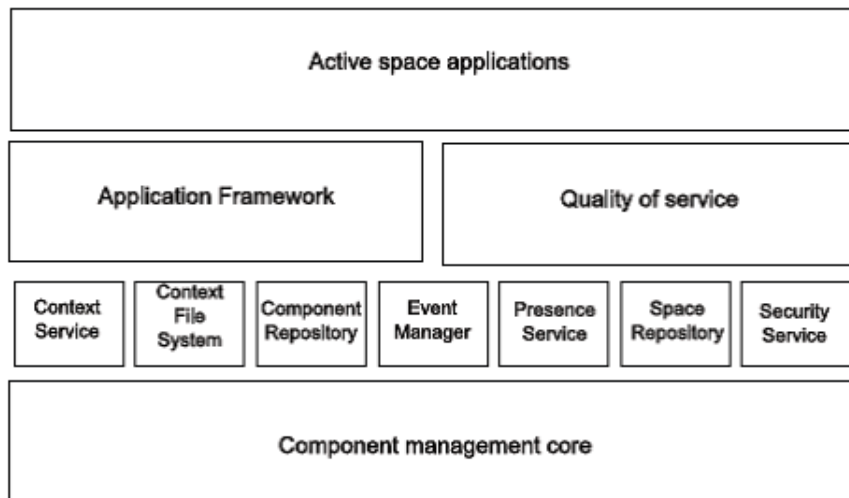 Active space applications
Application Framework
Quality of service
Context
Service
Context
File
System
Component
Repository
Event
Manager
Presence
Service
Space
Repository
Security
Service
Component management core